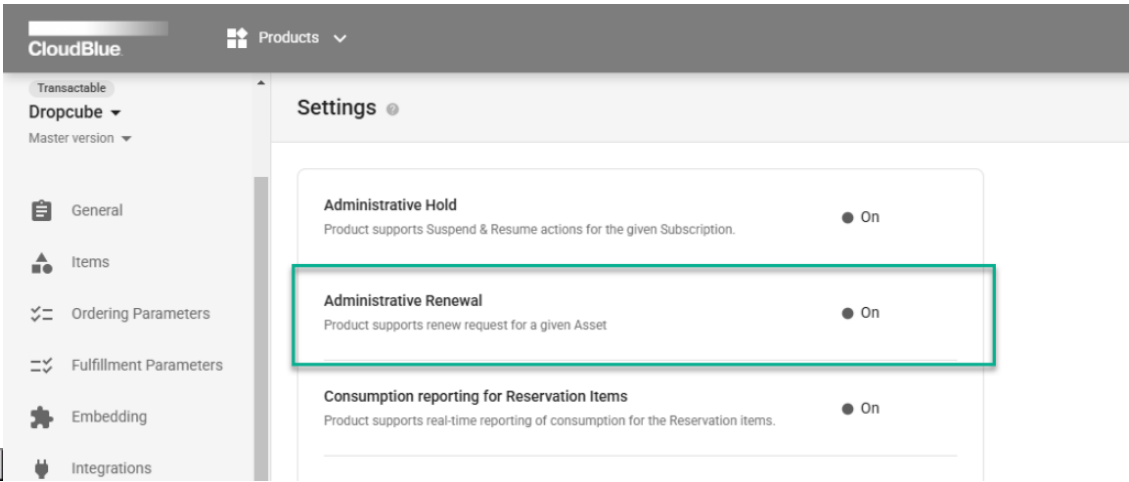 CloudBlue
Products
Transactable
Dropcube
Master version
General
Items
Ordering Parameters
Fulfillment Parameters
Embedding
Integrations
Settings
Administrative Hold
Product supports Suspend & Resume actions for the given Subscription.
On
Administrative Renewal
Product supports renew request for a given Asset
On
Consumption reporting for Reservation Items
Product supports real-time reporting of consumption for the Reservation items.
On